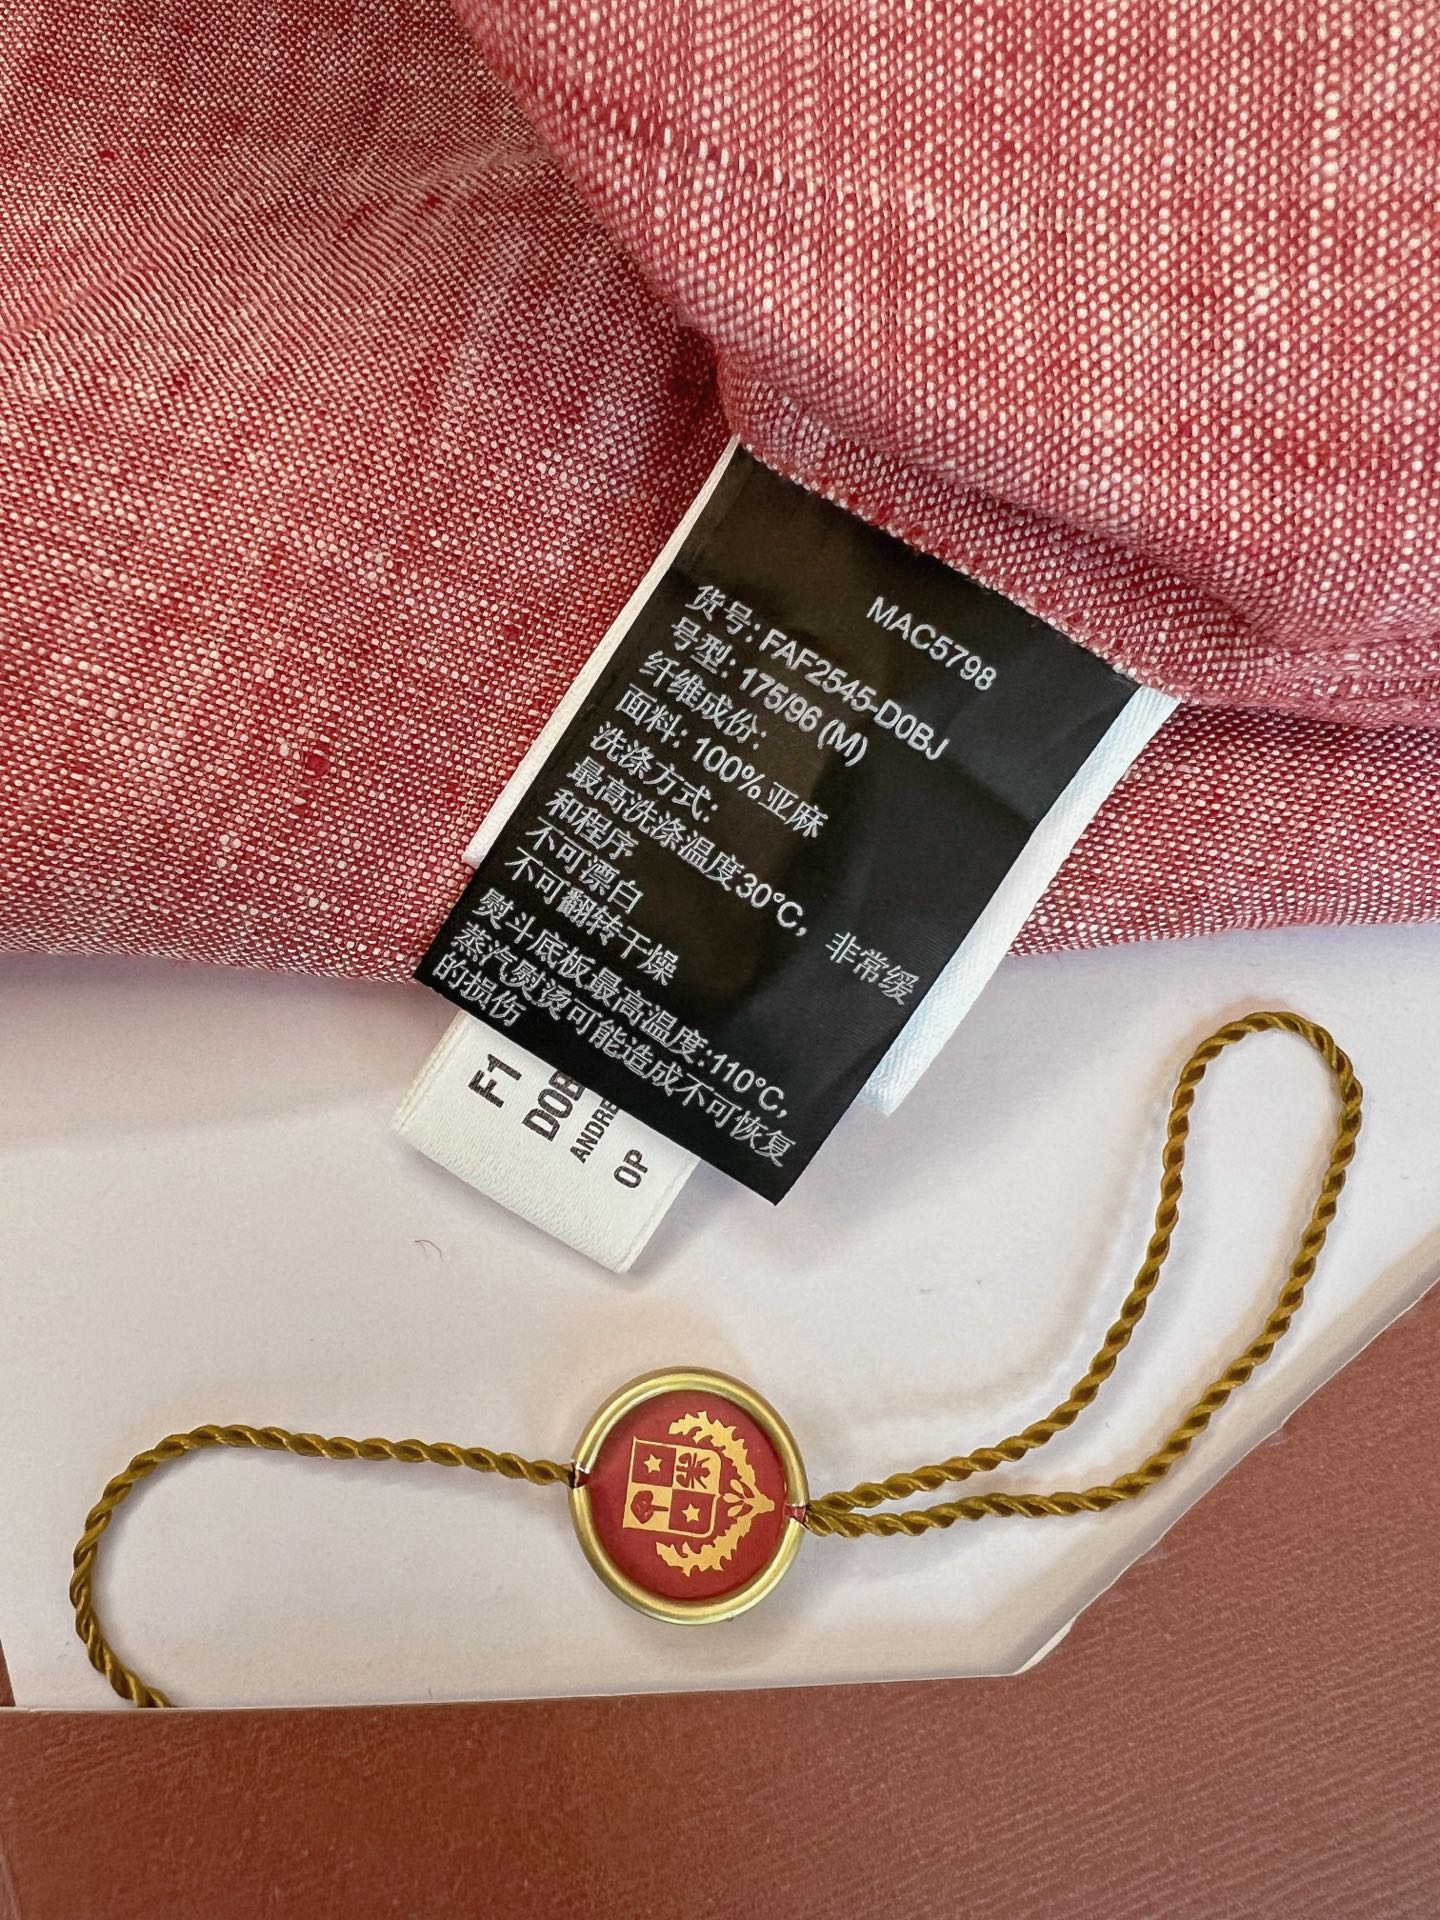 MAC5798
货号: FAF2545-D0BJ
号型: 175/96 (M)
纤维成份:
面料: 100%亚麻
洗涤方式:
最高洗涤温度30°C, 非常缓
和程序
不可漂白
不可翻转干燥
熨斗底板最高温度:110°C,
蒸汽熨烫可能造成不可恢复
的损伤
F1
D0B
ANDRE
OP